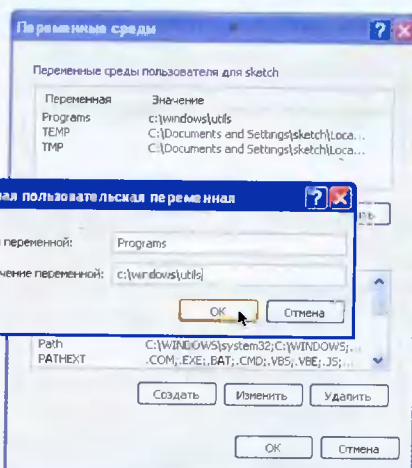 Переменные среды
Переменные среды пользователя для sketch
Переменная Значение
Programs c:\windows\utils
TEMP C:\Documents and Settings\sketch\Loca...
TMP C:\Documents and Settings\sketch\Loca...
ная пользовательская переменная
переменной: Programs
чение переменной: c:\windows\utils
OK Отмена
Path C:\WINDOWS\system32;C:\WINDOWS;...
PATHEXT .COM;.EXE;.BAT;.CMD;.VBS;.VBE;.JS;...
Создать Изменить Удалить
OK Отмена